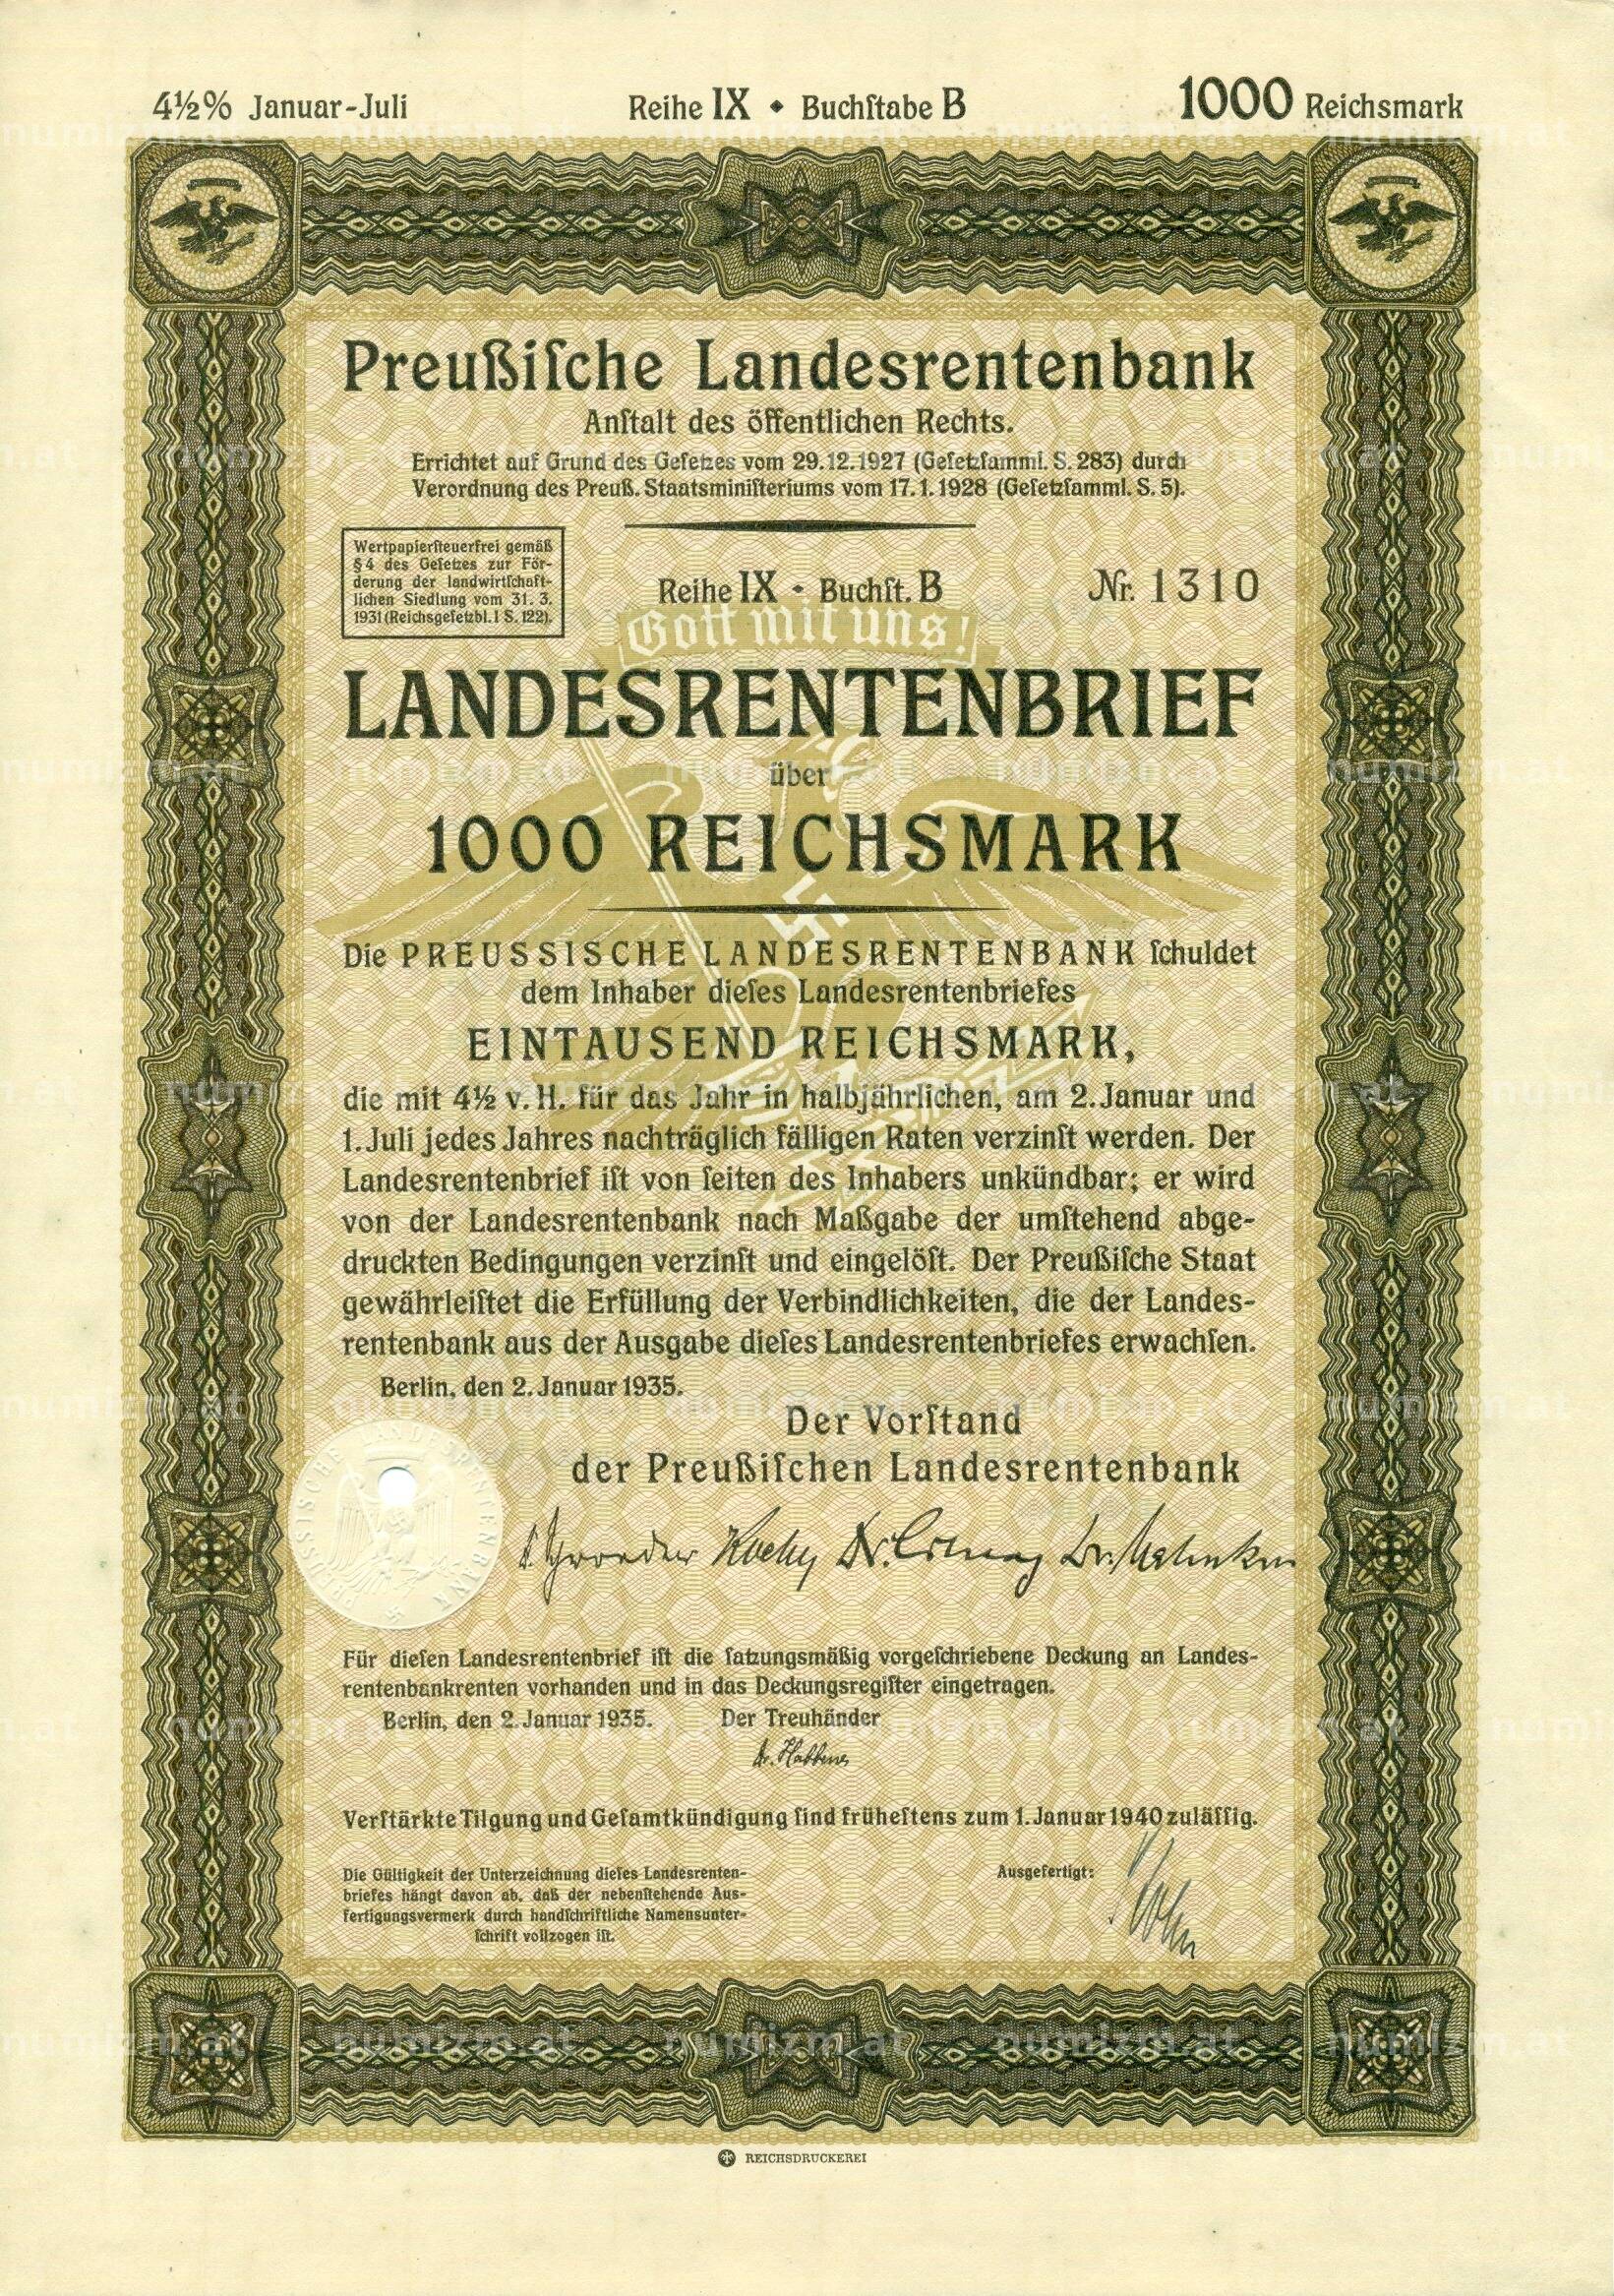 4½% Januar-Juli
Reihe IX • Buchſtabe B
1000 Reichsmark
Preußiſche Landesrentenbank
Anſtalt des öffentlichen Rechts.
Errichtet auf Grund des Geſetzes vom 29.12.1927 (Geſetzſamml. S. 283) durch
Verordnung des Preuß. Staatsminiſteriums vom 17.1.1928 (Geſetzſamml. S. 5).
Wertpapierſteuerfrei gemäß
§ 4 des Geſetzes zur För-
derung der landwirtſchaft-
lichen Siedlung vom 31. 3.
1931 (Reichsgeſetzbl. I S. 122).
Reihe IX • Buchſt. B
Nr. 1310
Gott mit uns!
LANDESRENTENBRIEF
über
1000 REICHSMARK
Die PREUSSISCHE LANDESRENTENBANK ſchuldet
dem Inhaber dieſes Landesrentenbriefes
EINTAUSEND REICHSMARK,
die mit 4½ v. H. für das Jahr in halbjährlichen, am 2. Januar und
1. Juli jedes Jahres nachträglich fälligen Raten verzinſt werden. Der
Landesrentenbrief iſt von ſeiten des Inhabers unkündbar; er wird
von der Landesrentenbank nach Maßgabe der umſtehend abge-
druckten Bedingungen verzinſt und eingelöſt. Der Preußiſche Staat
gewährleiſtet die Erfüllung der Verbindlichkeiten, die der Landes-
rentenbank aus der Ausgabe dieſes Landesrentenbriefes erwachſen.
Berlin, den 2. Januar 1935.
Der Vorſtand
der Preußiſchen Landesrentenbank
PREUSSISCHE LANDESRENTENBANK
Für dieſen Landesrentenbrief iſt die ſatzungsmäßig vorgeſchriebene Deckung an Landes-
rentenbankrenten vorhanden und in das Deckungsregiſter eingetragen.
Berlin, den 2. Januar 1935. Der Treuhänder
Verſtärkte Tilgung und Geſamtkündigung ſind früheſtens zum 1. Januar 1940 zuläſſig.
Die Gültigkeit der Unterzeichnung dieſes Landesrenten-
briefes hängt davon ab, daß der nebenſtehende Aus-
fertigungsvermerk durch handſchriftliche Namensunter-
ſchrift vollzogen iſt.
Ausgefertigt:
REICHSDRUCKEREI
numizm.at